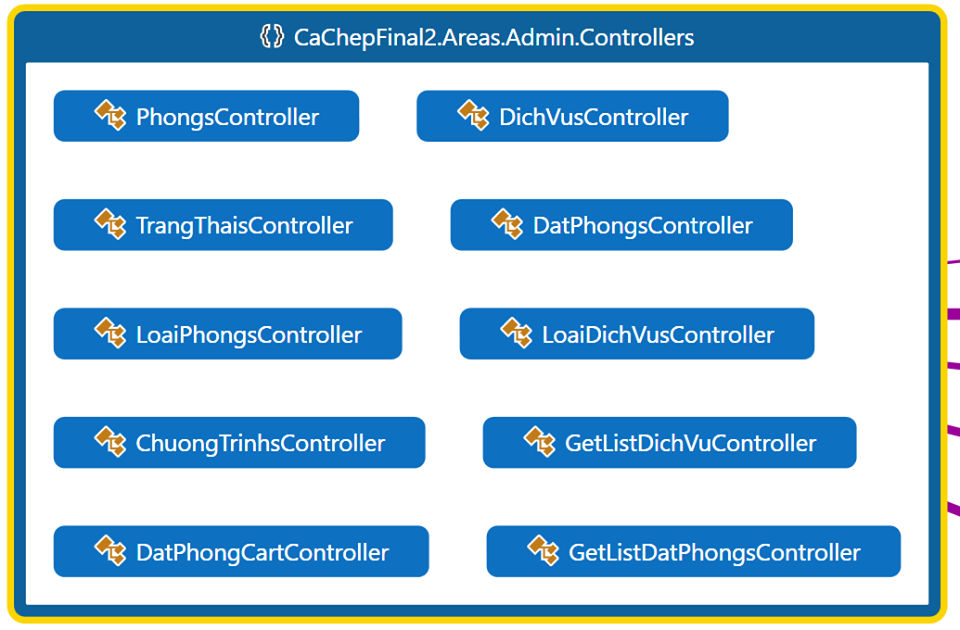 CaChepFinal2.Areas.Admin.Controllers
PhongsController
DichVusController
TrangThaisController
DatPhongsController
LoaiPhongsController
LoaiDichVusController
ChuongTrinhsController
GetListDichVuController
DatPhongCartController
GetListDatPhongsController